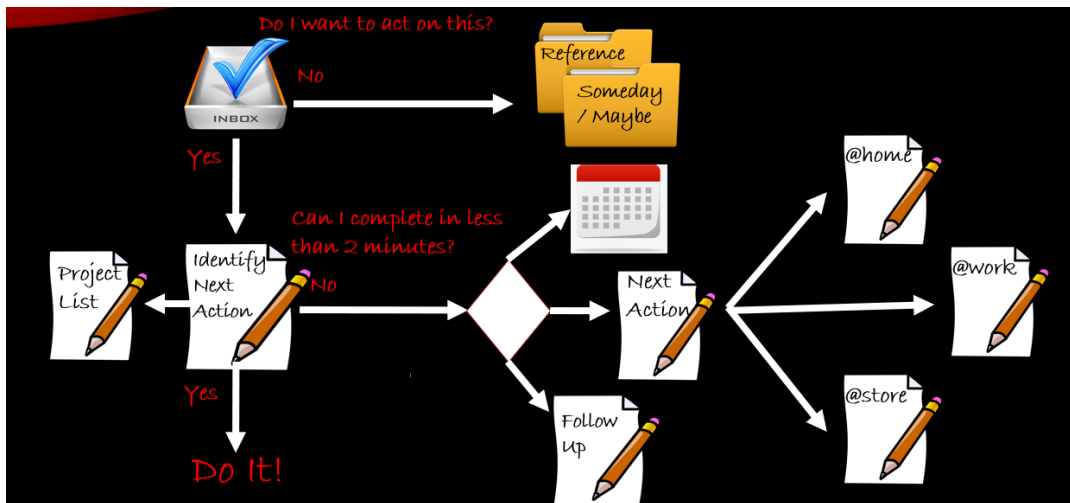 Do I want to act on this?
Reference
No
Someday
/ Maybe
INBOX
Yes
@home
Can I complete in less
than 2 minutes?
Project
List
Identify
Next
Action
No
Next
Action
@work
Yes
@store
Follow
Up
Do It!